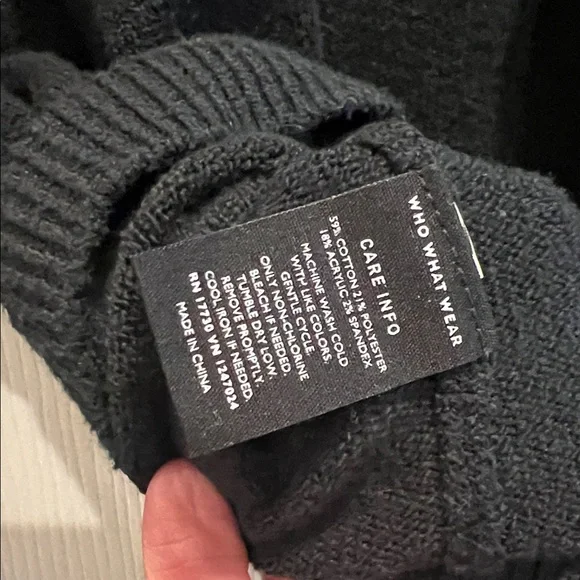 WHO WHAT WEAR
CARE INFO
59% COTTON 21% POLYESTER
18% ACRYLIC 2% SPANDEX
MACHINE WASH COLD
WITH LIKE COLORS.
GENTLE CYCLE.
ONLY NON-CHLORINE
BLEACH IF NEEDED.
TUMBLE DRY LOW.
REMOVE PROMPTLY.
COOL IRON IF NEEDED.
RN 17730 VN 1247024
MADE IN CHINA